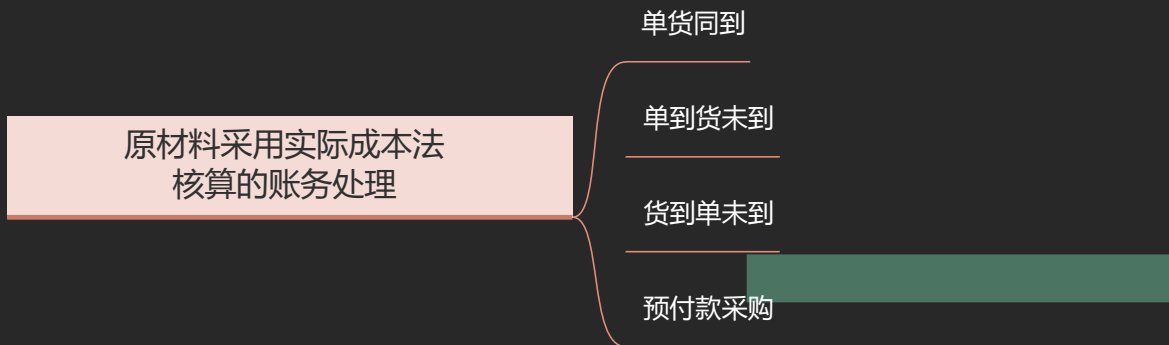 单货同到
单到货未到
原材料采用实际成本法
核算的账务处理
货到单未到
预付款采购